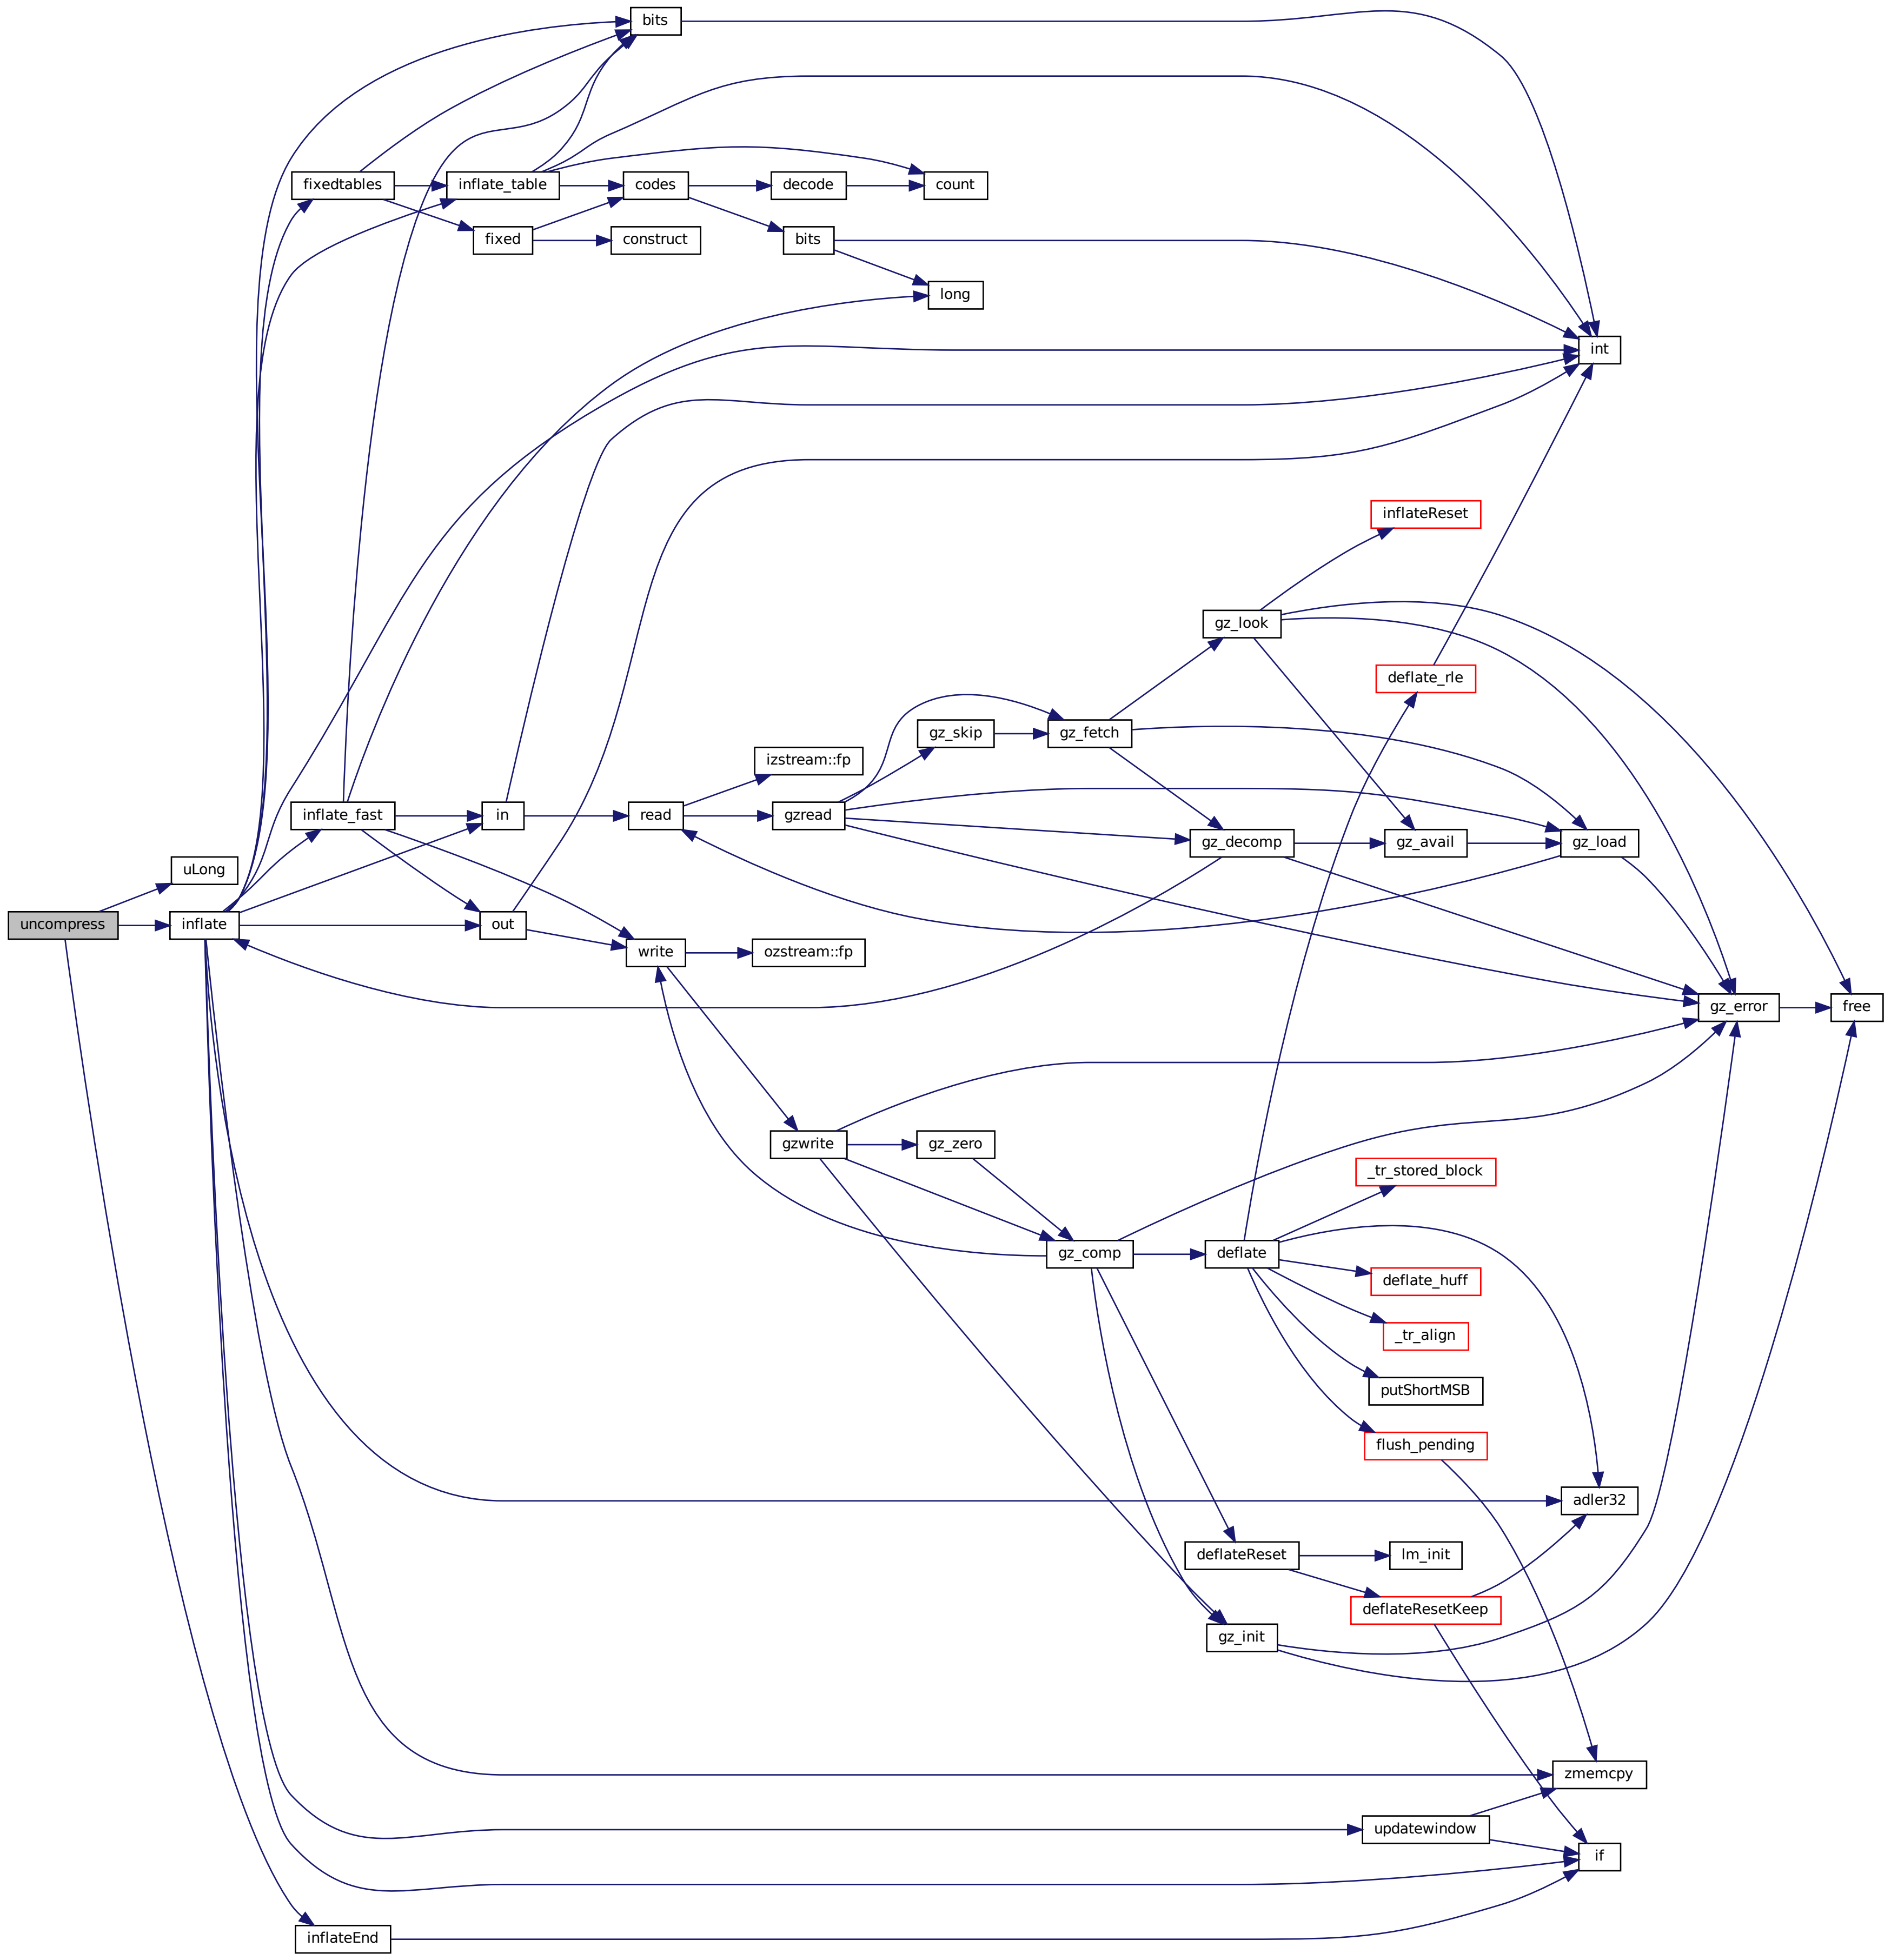 bits
fixedtables
inflate_table
codes
decode
count
fixed
construct
bits
long
int
inflateReset
gz_look
deflate_rle
gz_skip
gz_fetch
izstream::fp
inflate_fast
in
read
gzread
gz_decomp
gz_avail
gz_load
uLong
uncompress
inflate
out
write
ozstream::fp
gz_error
free
gzwrite
gz_zero
_tr_stored_block
gz_comp
deflate
deflate_huff
_tr_align
putShortMSB
flush_pending
adler32
deflateReset
lm_init
deflateResetKeep
gz_init
zmemcpy
updatewindow
if
inflateEnd